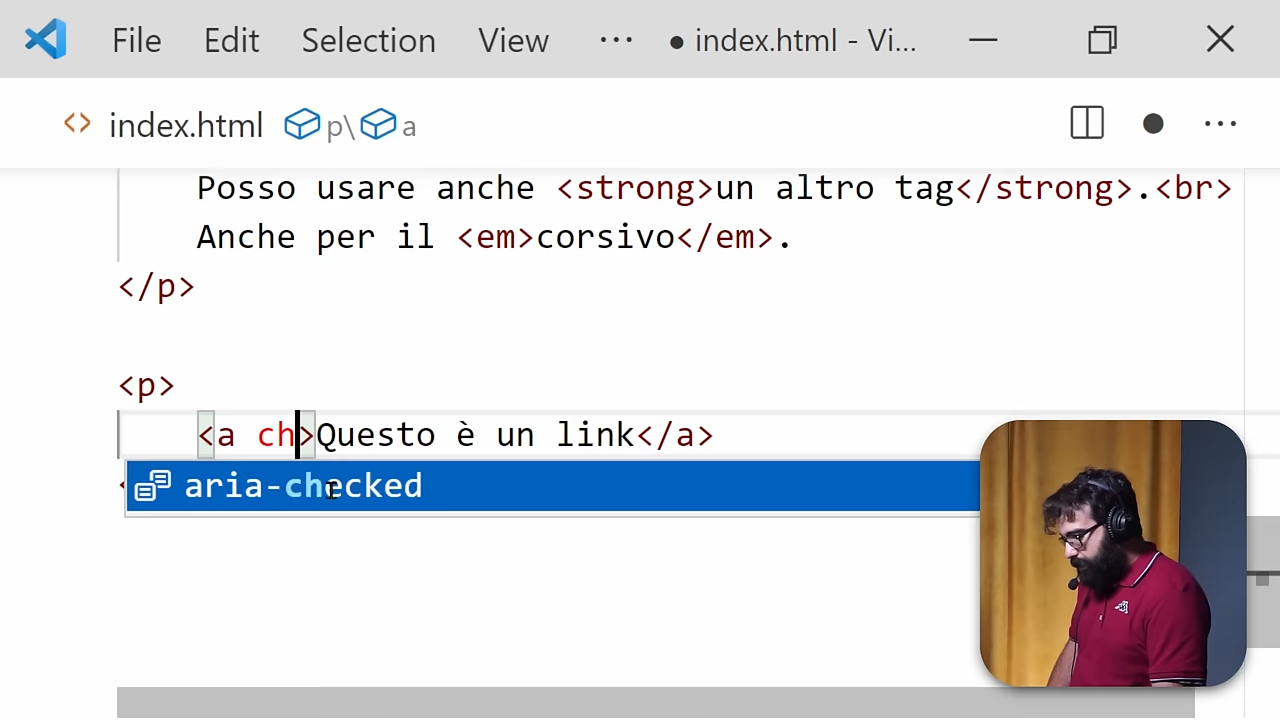 File Edit Selection View ··· ● index.html - Vi...
index.html p\ a ···
Posso usare anche <strong>un altro tag</strong>.<br>
Anche per il <em>corsivo</em>.
</p>
<p>
<a ch>Questo è un link</a>
aria-checked